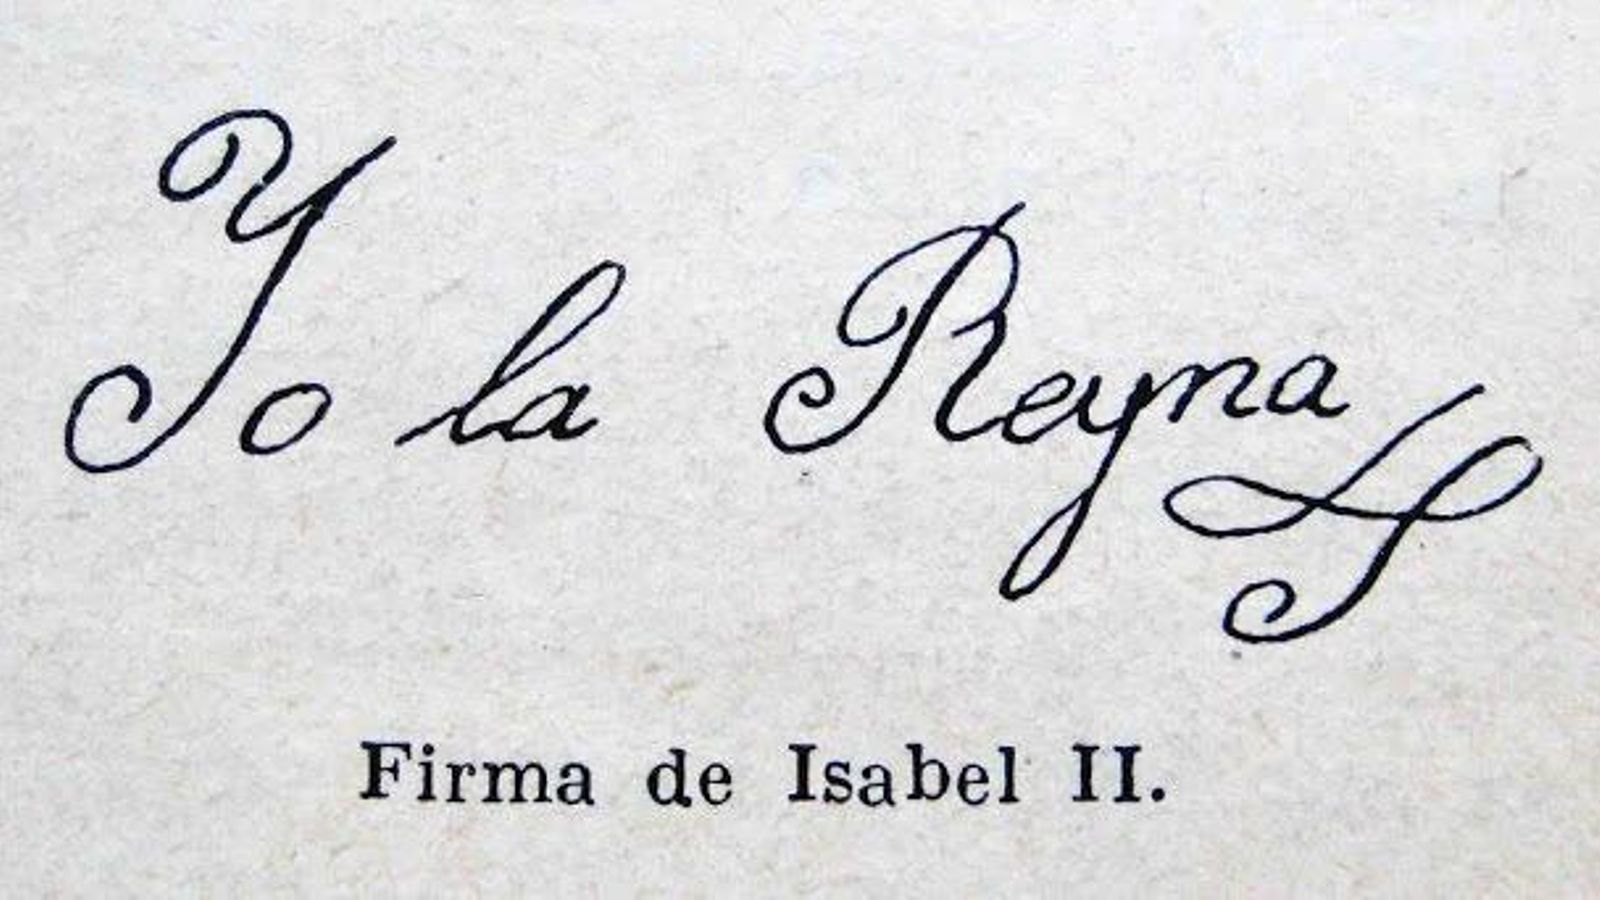 Yo la Reyna
Firma de Isabel II.